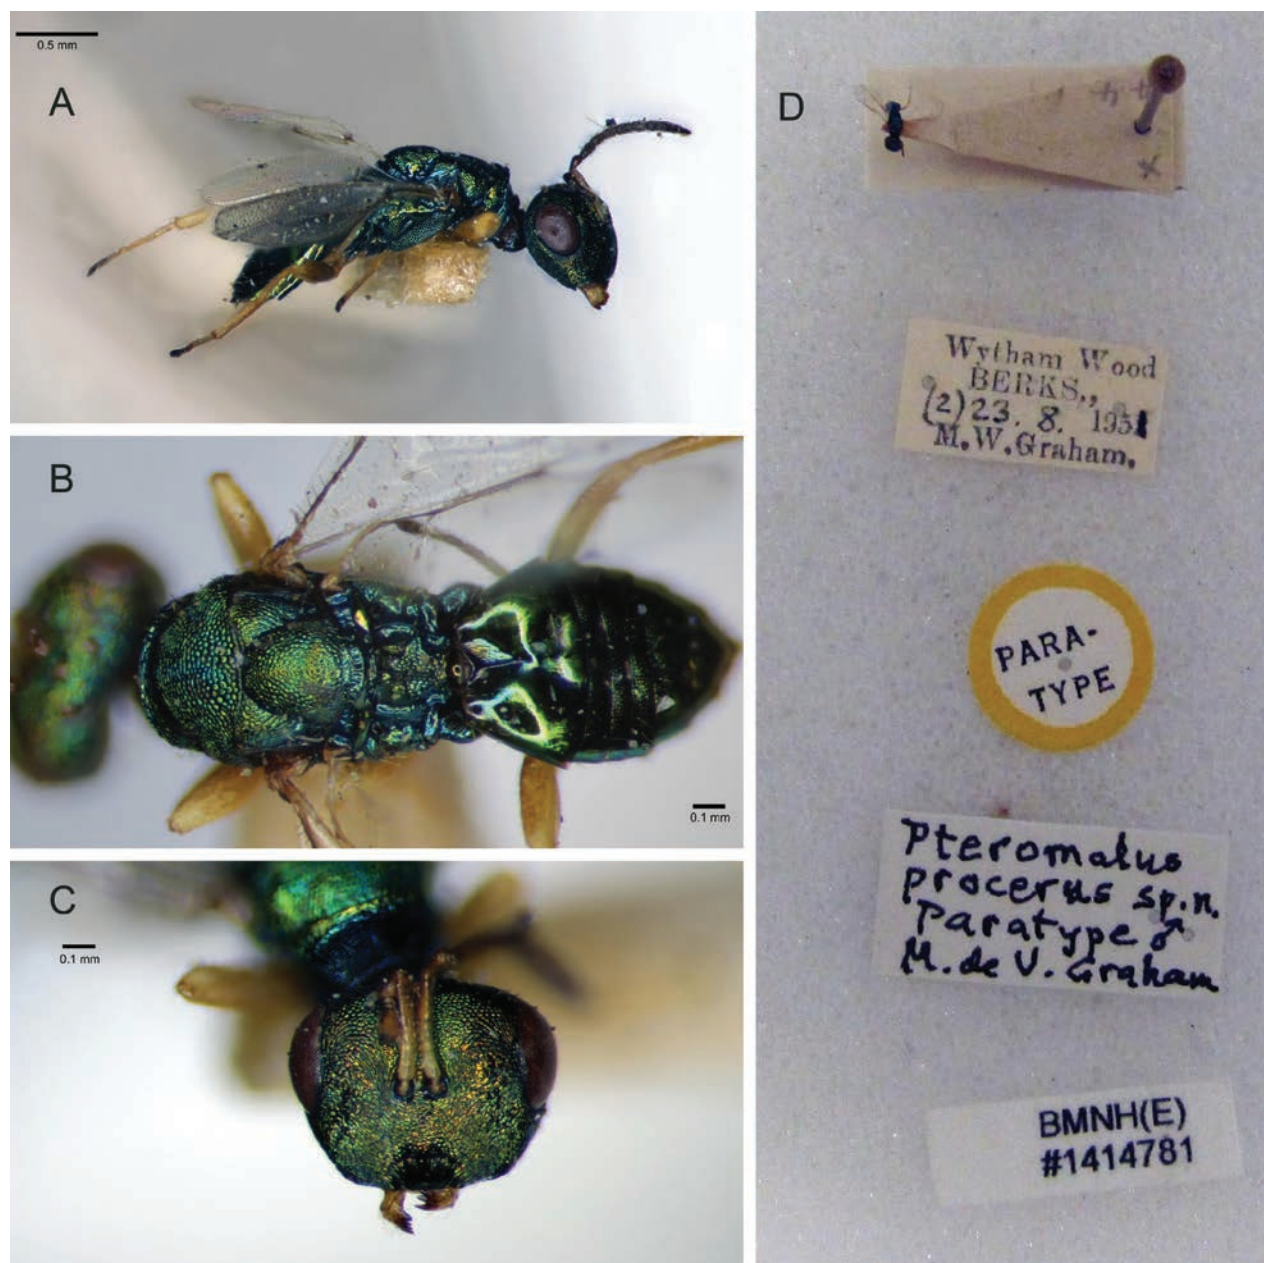 0.5 mm
A
B
0.1 mm
C
0.1 mm
D
Wytham Wood
BERKS.,
(2) 23. 8. 1951
M.W.Graham.
PARA-
TYPE
Pteromalus
procerus sp.n.
Paratype ♂
M. de V. Graham
BMNH(E)
#1414781